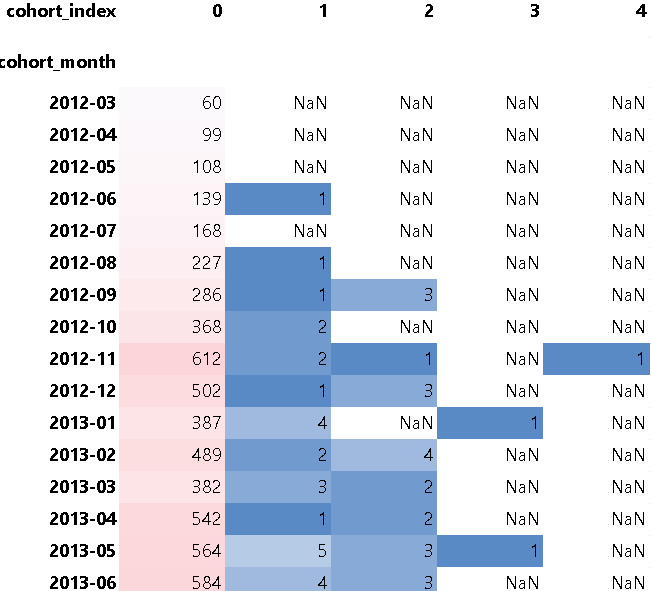 cohort_index 0 1 2 3 4
cohort_month
2012-03 60 NaN NaN NaN NaN
2012-04 99 NaN NaN NaN NaN
2012-05 108 NaN NaN NaN NaN
2012-06 139 1 NaN NaN NaN
2012-07 168 NaN NaN NaN NaN
2012-08 227 1 NaN NaN NaN
2012-09 286 1 3 NaN NaN
2012-10 368 2 NaN NaN NaN
2012-11 612 2 1 NaN 1
2012-12 502 1 3 NaN NaN
2013-01 387 4 NaN 1 NaN
2013-02 489 2 4 NaN NaN
2013-03 382 3 2 NaN NaN
2013-04 542 1 2 NaN NaN
2013-05 564 5 3 1 NaN
2013-06 584 4 3 NaN NaN